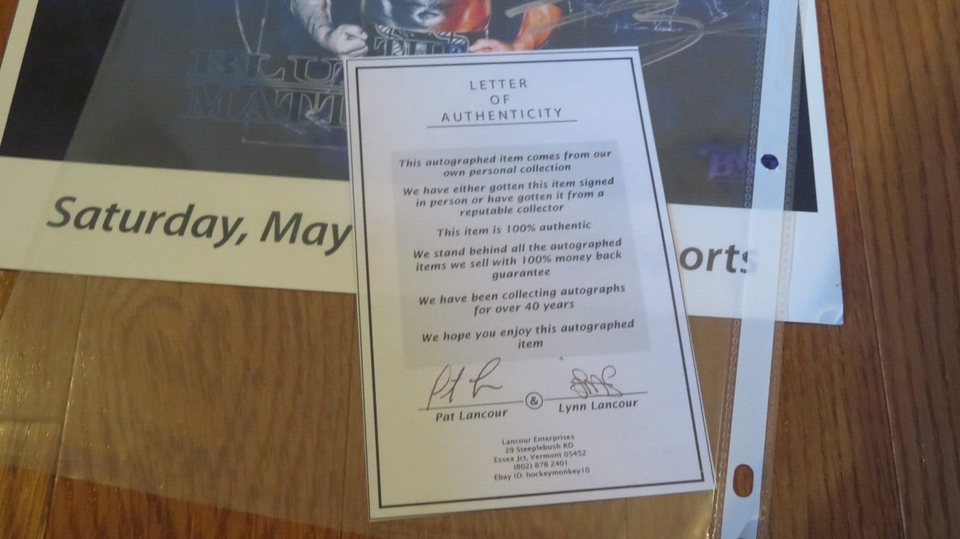 THE
BLU
MAT
Saturday, May
orts
LETTER
OF
AUTHENTICITY
This autographed item comes from our
own personal collection
We have either gotten this item signed
in person or have gotten it from a
reputable collector
This item is 100% authentic
We stand behind all the autographed
items we sell with 100% money back
guarantee
We have been collecting autographs
for over 40 years
We hope you enjoy this autographed
item
&
Pat Lancour Lynn Lancour
Lancour Enterprises
29 Steeplebush RD
Essex Jct, Vermont 05452
(802) 878 2401
Ebay ID: hockeymonkey10